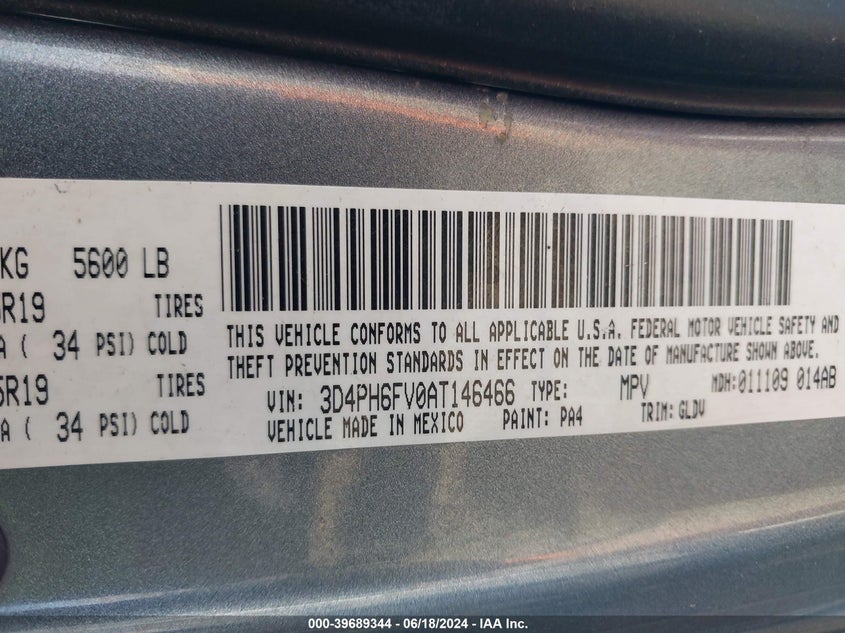 KG 5600 LB
R19 TIRES
A ( 34 PSI) COLD
5R19 TIRES
A ( 34 PSI) COLD
THIS VEHICLE CONFORMS TO ALL APPLICABLE U.S.A. FEDERAL MOTOR VEHICLE SAFETY AND
THEFT PREVENTION STANDARDS IN EFFECT ON THE DATE OF MANUFACTURE SHOWN ABOVE.
VIN: 3D4PH6FV0AT146466 TYPE: MPV MDH:011109 014AB
VEHICLE MADE IN MEXICO PAINT: PA4 TRIM: GLDV
000-39689344 - 06/18/2024 - IAA Inc.